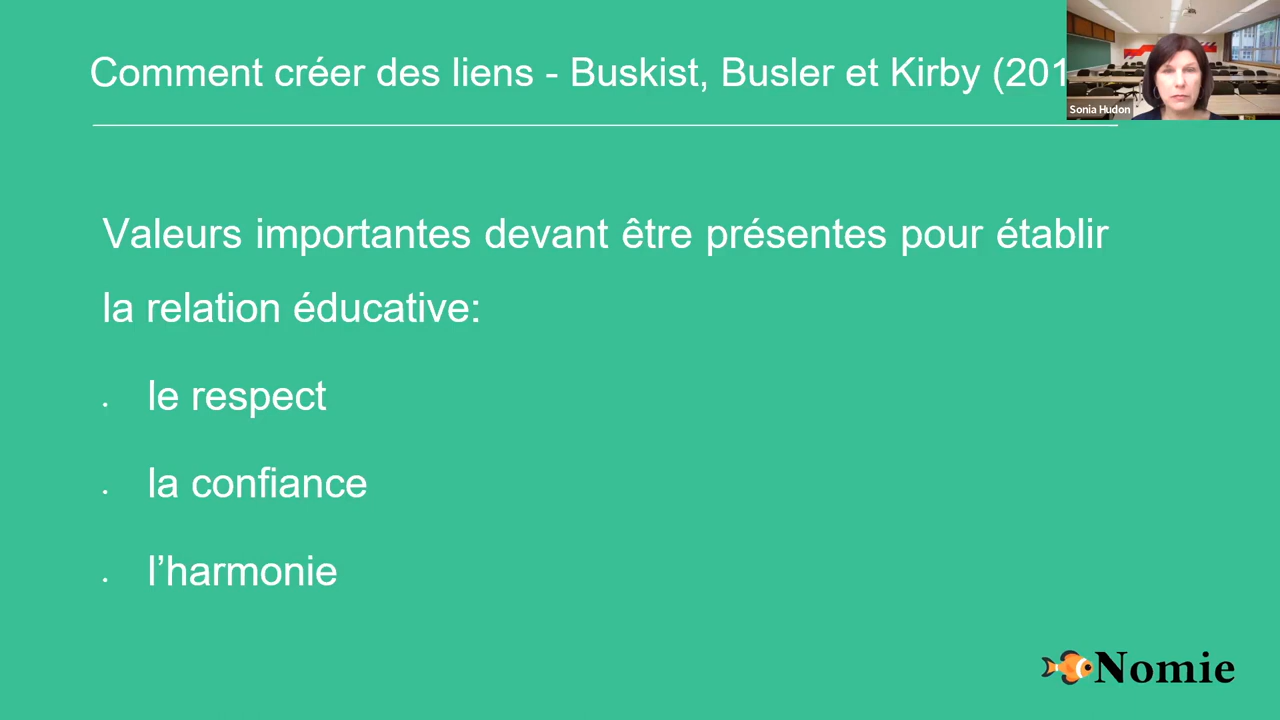 Comment créer des liens - Buskist, Busler et Kirby (201
Sonia Hudon
Valeurs importantes devant être présentes pour établir
la relation éducative:
• le respect
• la confiance
• l’harmonie
Nomie